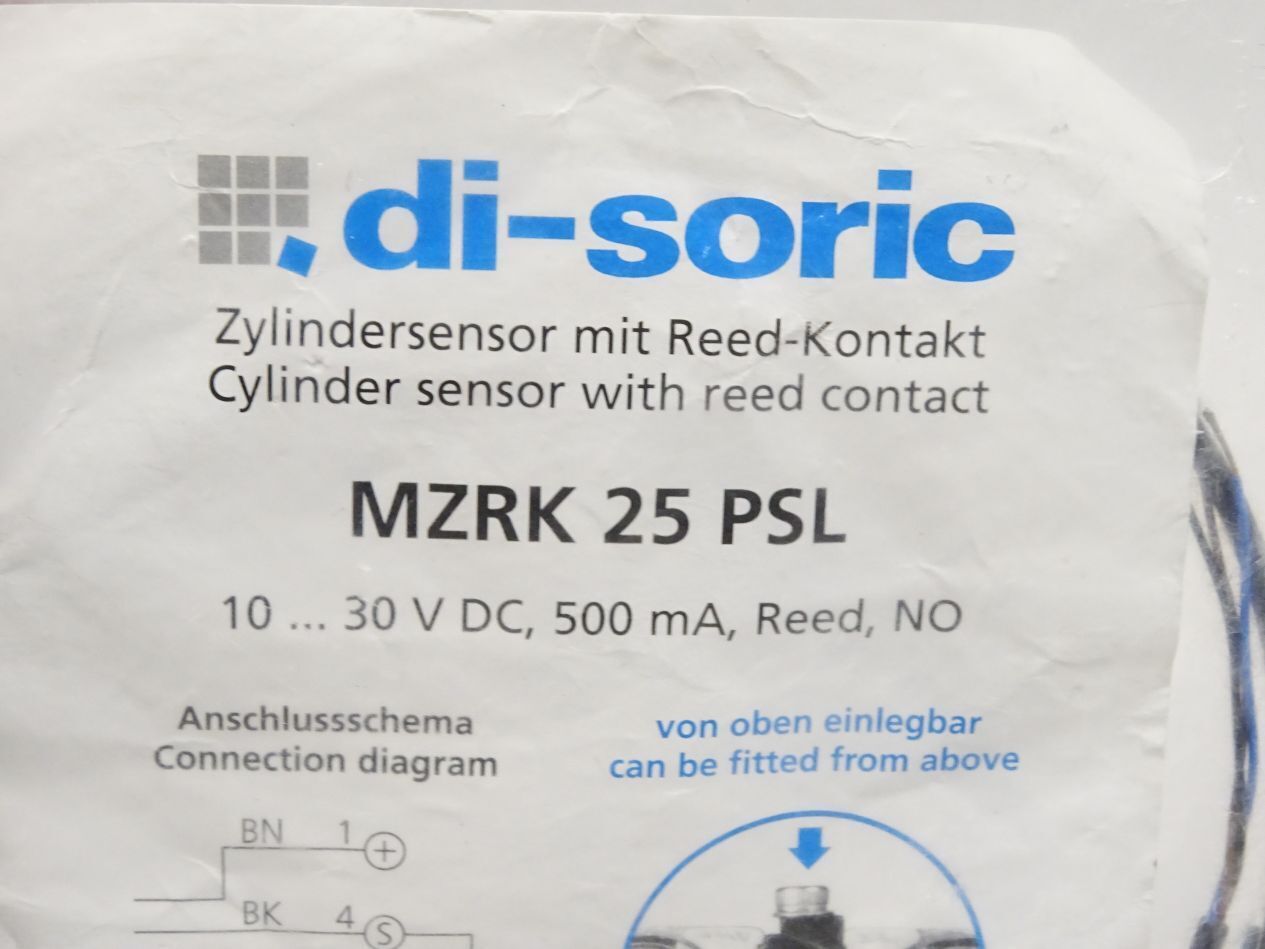 di-soric
Zylindersensor mit Reed-Kontakt
Cylinder sensor with reed contact
MZRK 25 PSL
10 ... 30 V DC, 500 mA, Reed, NO
Anschlussschema
Connection diagram
BN 1 +
BK 4 S
von oben einlegbar
can be fitted from above